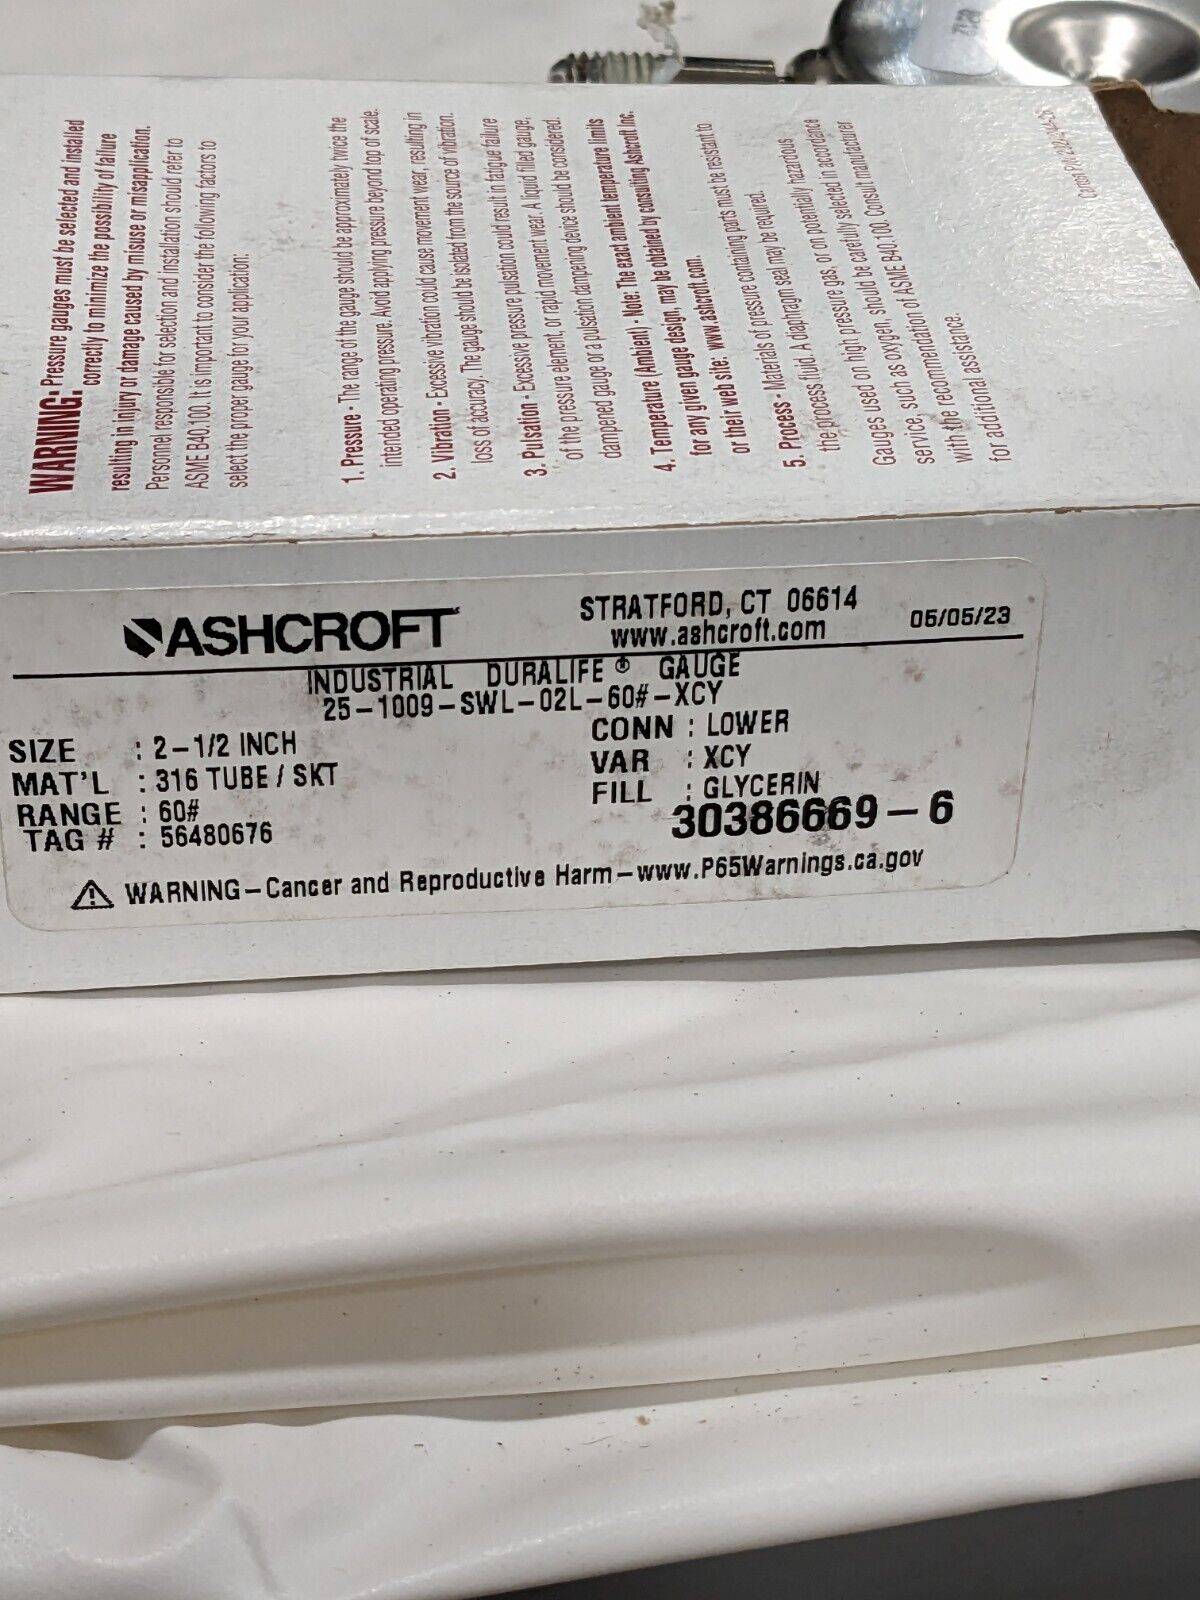 WARNING: Pressure gauges must be selected and installed
correctly to minimize the possibility of failure
resulting in injury or damage caused by misuse or misapplication.
Personnel responsible for selection and installation should refer to
ASME B40.100. It is important to consider the following factors to
select the proper gauge for your application:
1. Pressure - The range of the gauge should be approximately twice the
intended operating pressure. Avoid applying pressure beyond top of scale.
2. Vibration - Excessive vibration could cause movement wear, resulting in
loss of accuracy. The gauge should be isolated from the source of vibration.
3. Pulsation - Excessive pressure pulsation could result in fatigue failure
of the pressure element, or rapid movement wear. A liquid filled gauge,
dampened gauge or a pulsation dampening device should be considered.
4. Temperature (Ambient) - Note: The exact ambient temperature limits
for any given gauge design, may be obtained by consulting Ashcroft Inc.
or their web site: www.ashcroft.com.
5. Process - Materials of pressure containing parts must be resistant to
the process fluid. A diaphragm seal may be required.
Gauges used on high pressure gas, or on potentially hazardous
service, such as oxygen, should be carefully selected in accordance
with the recommendation of ASME B40.100. Consult manufacturer
for additional assistance.
Carton P/N
ASHCROFT
STRATFORD, CT 06614
www.ashcroft.com
05/05/23
INDUSTRIAL DURALIFE ® GAUGE
25-1009-SWL-02L-60#-XCY
SIZE : 2-1/2 INCH
CONN : LOWER
MAT'L : 316 TUBE / SKT
VAR : XCY
RANGE : 60#
FILL : GLYCERIN
TAG # : 56480676
30386669-6
WARNING-Cancer and Reproductive Harm-www.P65Warnings.ca.gov